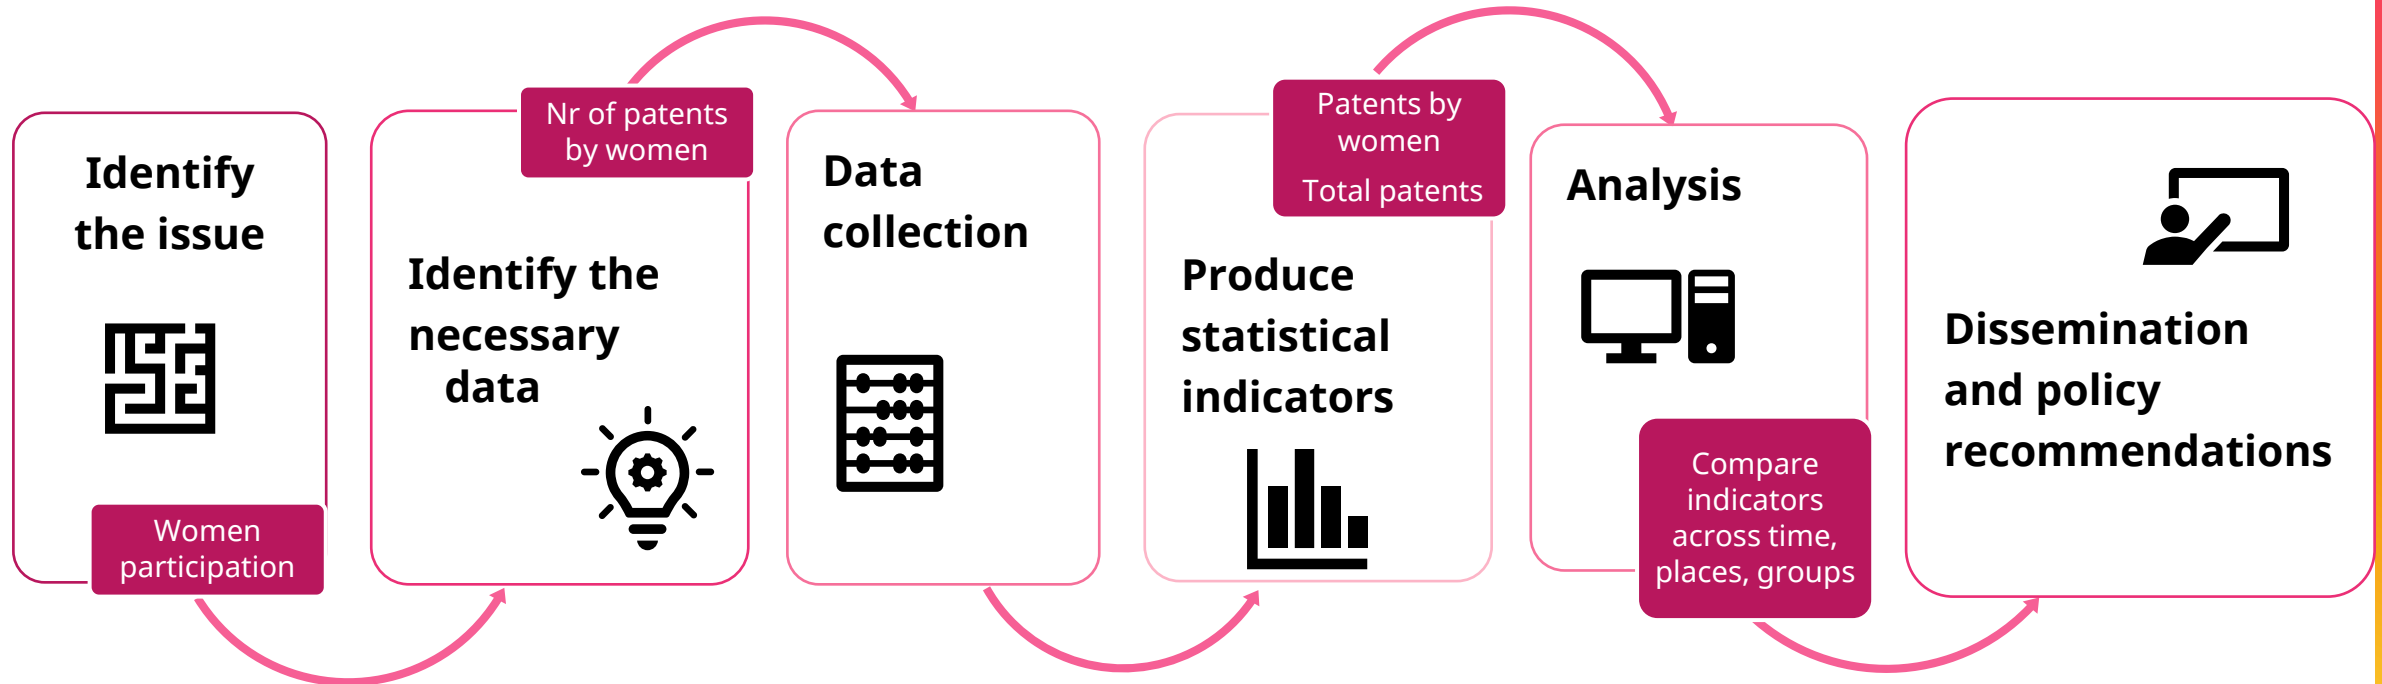 Identify
the issue
Women
participation
Nr of patents
by women
Identify the
necessary
data
Data
collection
Patents by
women
Total patents
Produce
statistical
indicators
Analysis
Compare
indicators
across time,
places, groups
Dissemination
and policy
recommendations